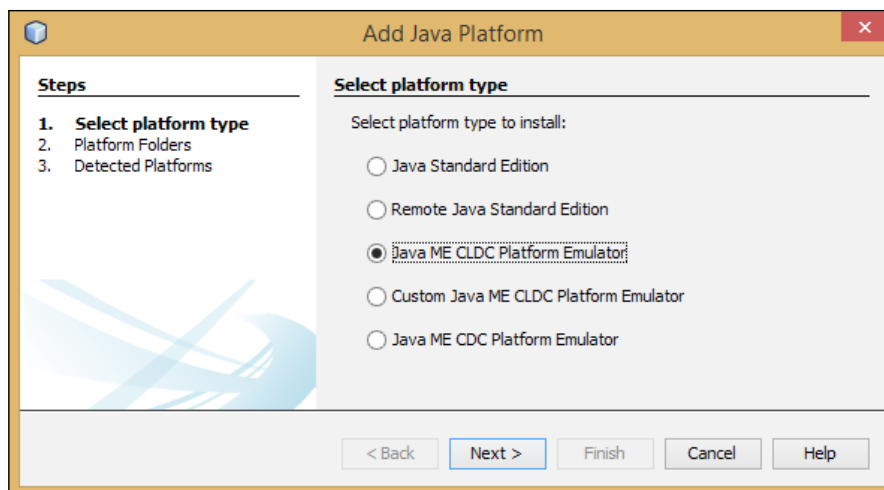 Add Java Platform
Steps
1. Select platform type
2. Platform Folders
3. Detected Platforms
Select platform type
Select platform type to install:
Java Standard Edition
Remote Java Standard Edition
Java ME CLDC Platform Emulator
Custom Java ME CLDC Platform Emulator
Java ME CDC Platform Emulator
< Back Next > Finish Cancel Help